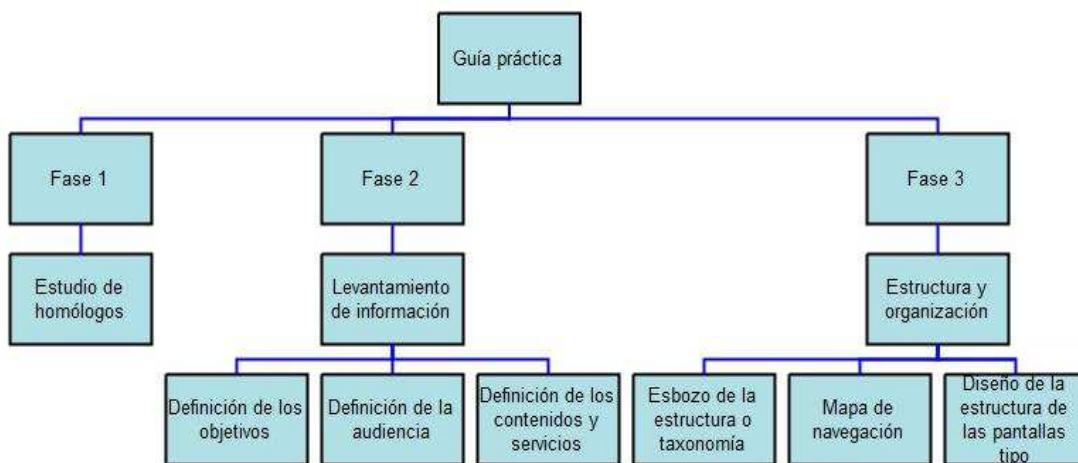 Guía práctica
Fase 1
Fase 2
Fase 3
Estudio de
homólogos
Levantamiento
de información
Estructura y
organización
Definición de los
objetivos
Definición de la
audiencia
Definición de los
contenidos y
servicios
Esbozo de la
estructura o
taxonomía
Mapa de
navegación
Diseño de la
estructura de
las pantallas
tipo